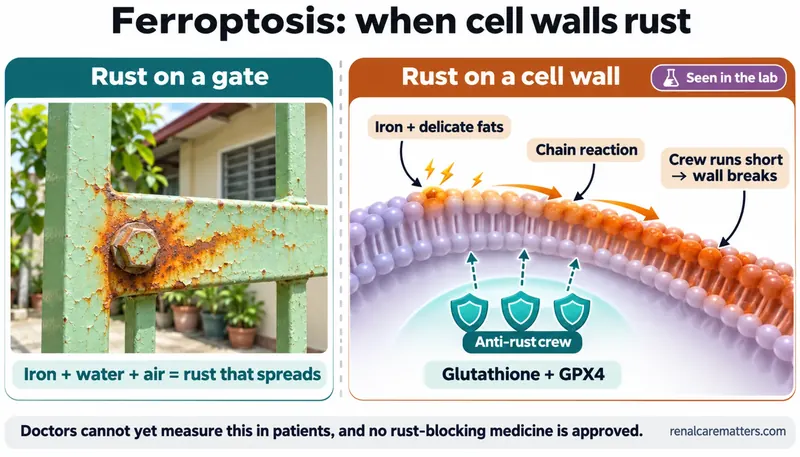 Ferroptosis: when cell walls rust
Rust on a gate
Iron + water + air = rust that spreads
Rust on a cell wall
Seen in the lab
Iron + delicate fats
Chain reaction
Crew runs short
→ wall breaks
Anti-rust crew
Glutathione + GPX4
Doctors cannot yet measure this in patients, and no rust-blocking medicine is approved.
renalcarematters.com